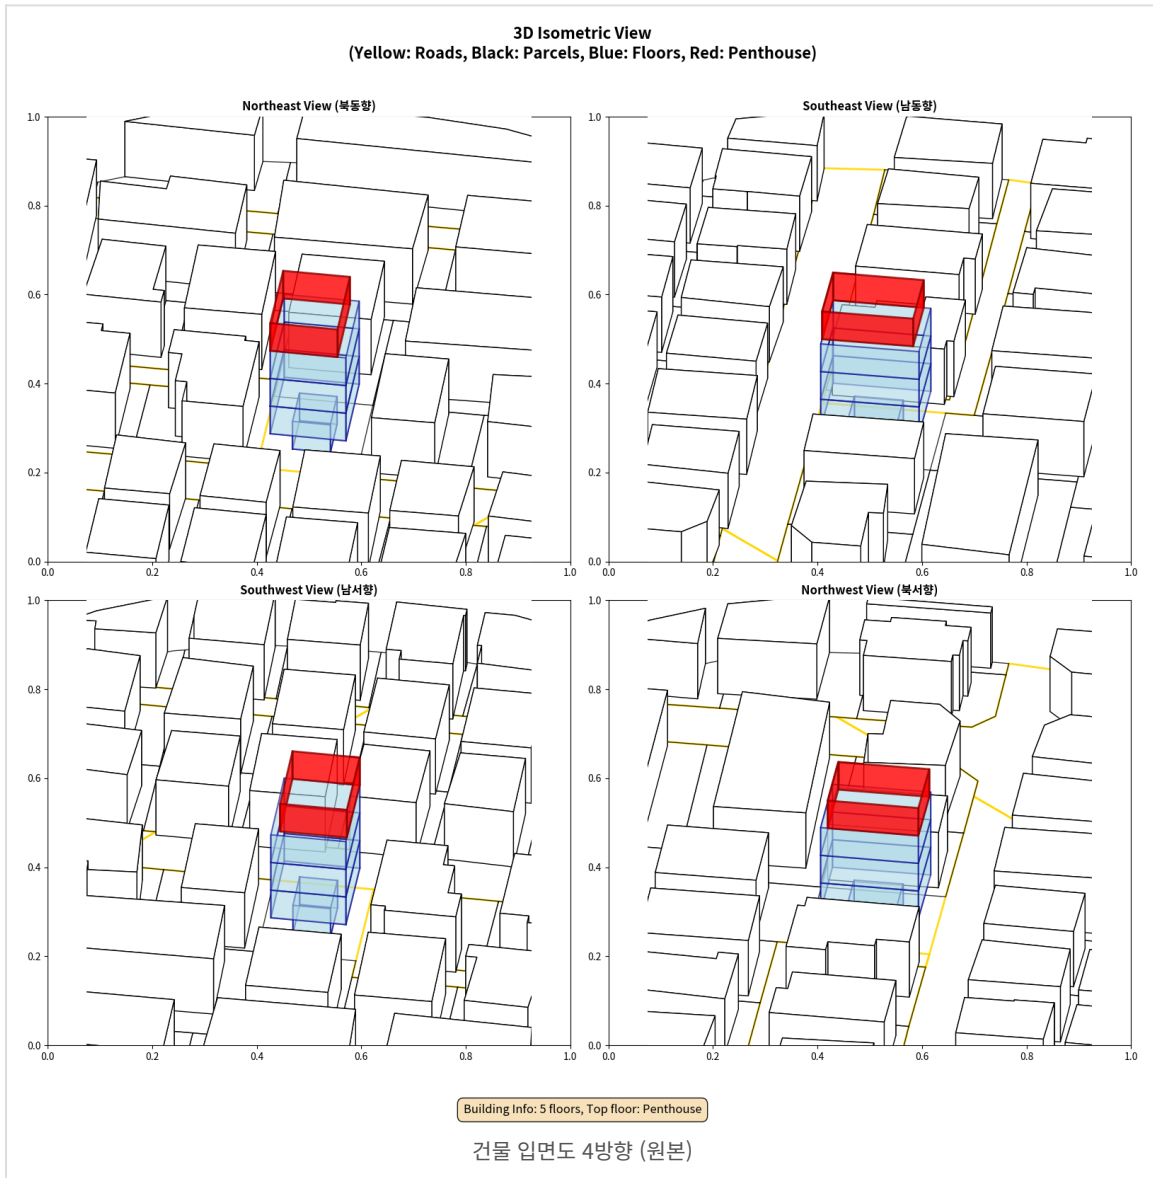 3D Isometric View
(Yellow: Roads, Black: Parcels, Blue: Floors, Red: Penthouse)
Northeast View (북동향)
1.0
0.8
0.6
0.4
0.2
0.0
0.0 0.2 0.4 0.6 0.8 1.0
Southeast View (남동향)
1.0
0.8
0.6
0.4
0.2
0.0
0.0 0.2 0.4 0.6 0.8 1.0
Southwest View (남서향)
1.0
0.8
0.6
0.4
0.2
0.0
0.0 0.2 0.4 0.6 0.8 1.0
Northwest View (북서향)
1.0
0.8
0.6
0.4
0.2
0.0
0.0 0.2 0.4 0.6 0.8 1.0
Building Info: 5 floors, Top floor: Penthouse
건물 입면도 4방향 (원본)